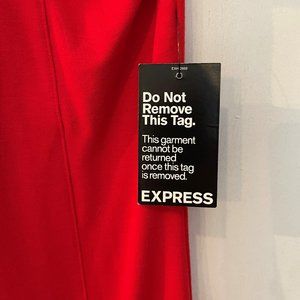 Do Not
Remove
This Tag.
This garment
cannot be
returned
once this tag
is removed.
EXPRESS